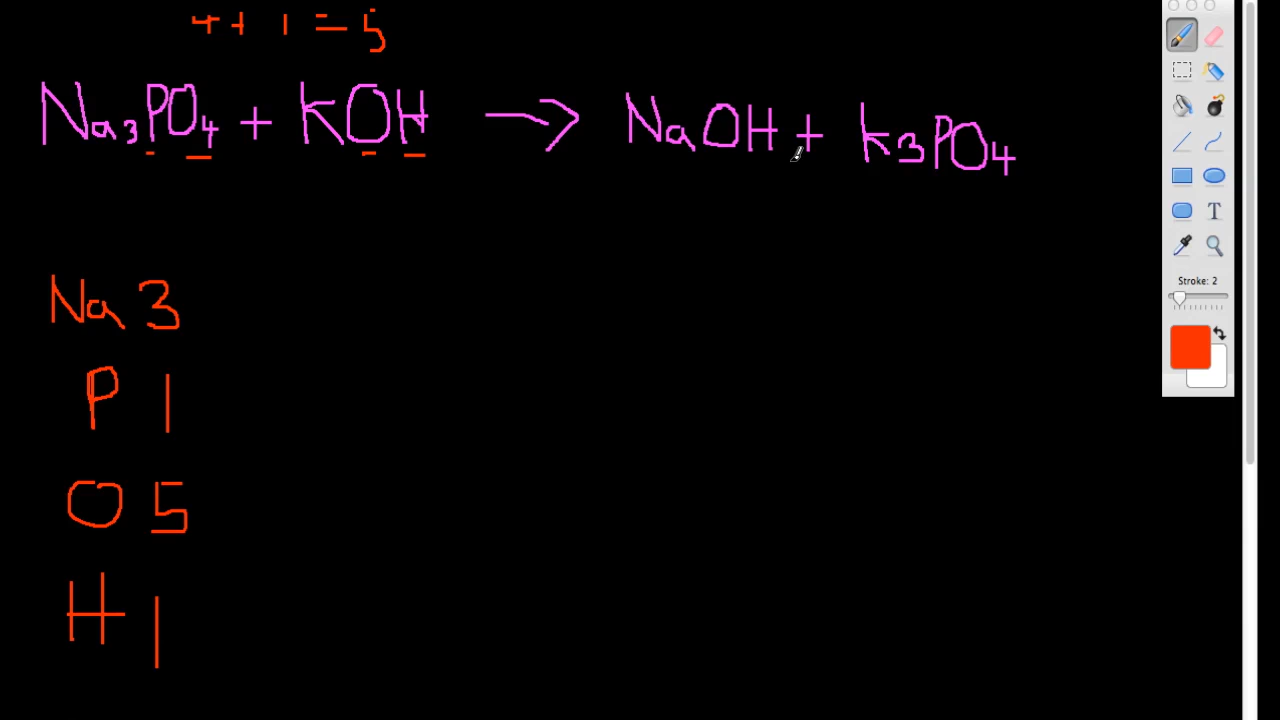 4 + 1 = 5
Na₃PO₄ + KOH → NaOH + K₃PO₄
Na 3
P 1
O 5
H 1
T
Stroke: 2